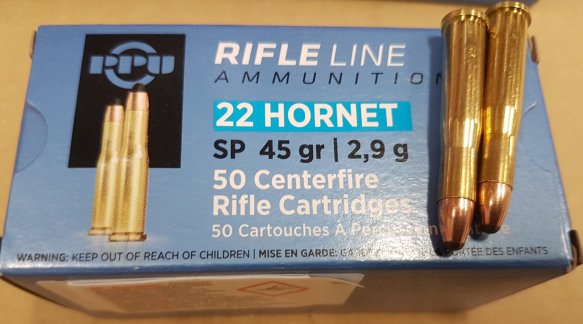 PPU
RIFLE LINE
AMMUNITION
22 HORNET
SP 45 gr | 2,9 g
50 Centerfire
Rifle Cartridges
50 Cartouches A
WARNING: KEEP OUT OF REACH OF CHILDREN | MISE EN GARDE: DES ENFANTS